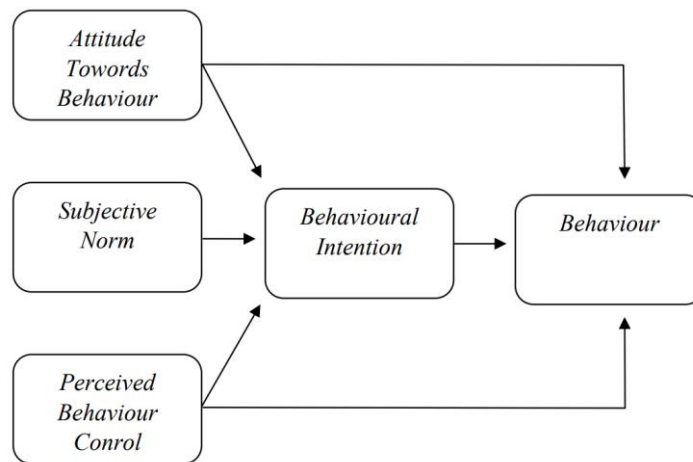 Attitude
Towords
Behaviour
Subjective
Norm
Behavioural
Intention
Behaviour
Perceived
Behaviour
Conrol